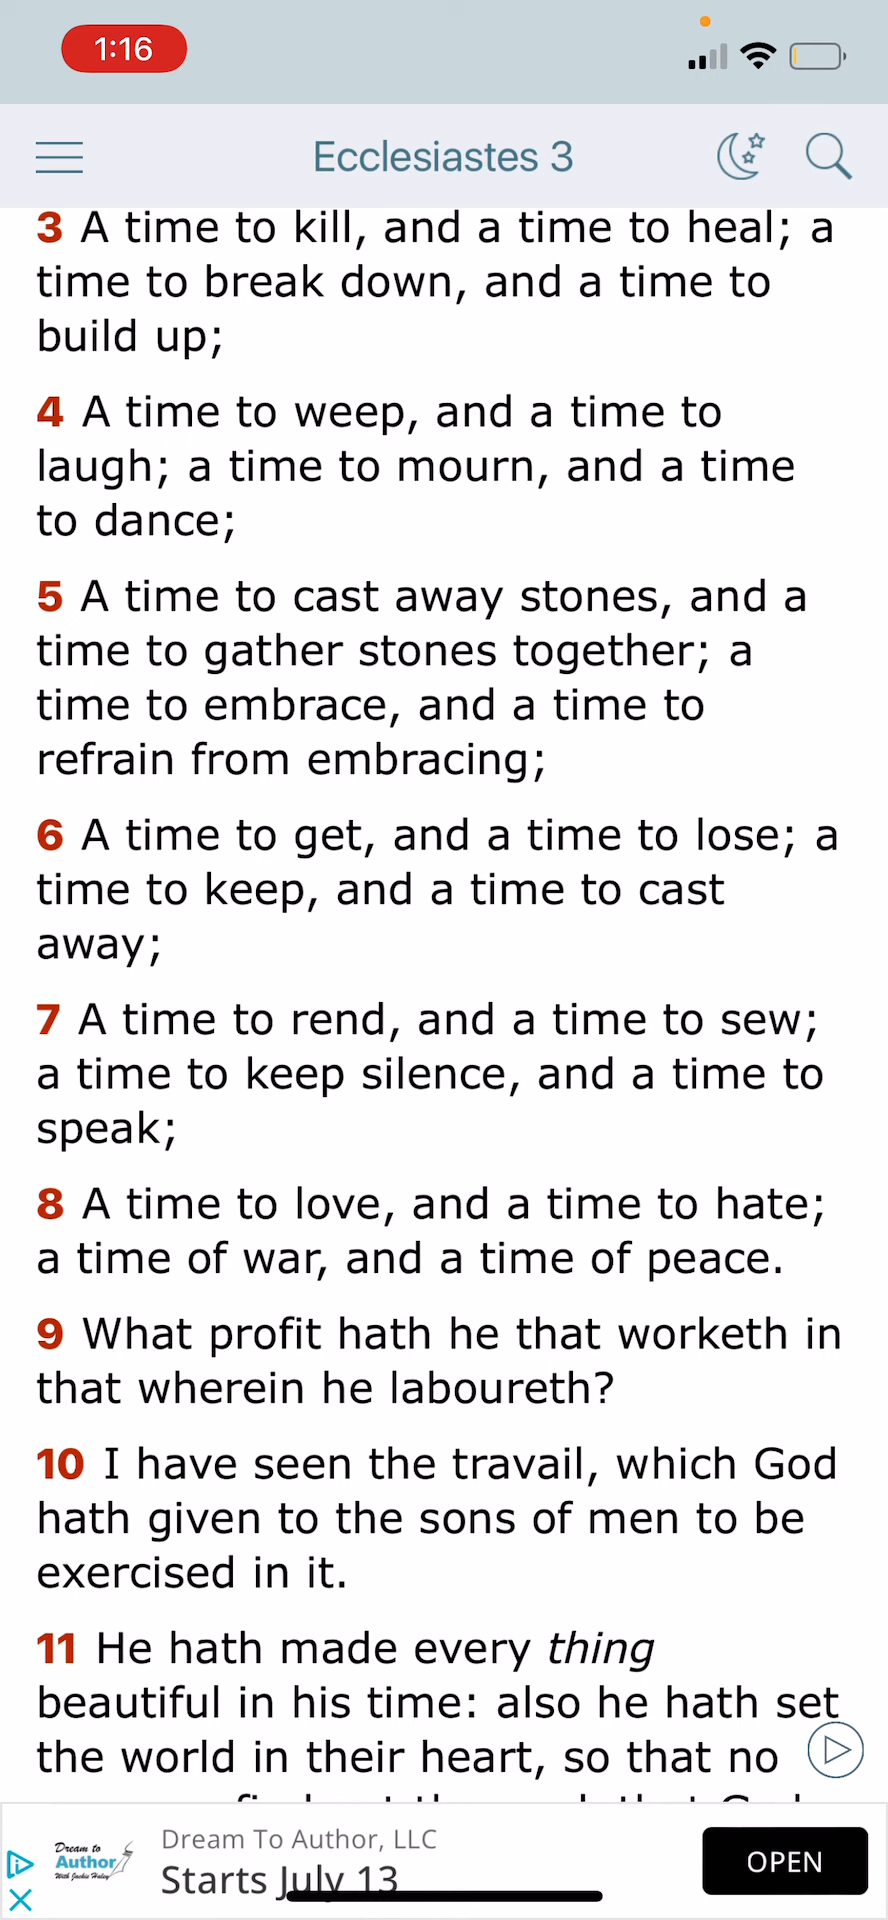 1:16
Ecclesiastes 3
3 A time to kill, and a time to heal; a
time to break down, and a time to
build up;
4 A time to weep, and a time to
laugh; a time to mourn, and a time
to dance;
5 A time to cast away stones, and a
time to gather stones together; a
time to embrace, and a time to
refrain from embracing;
6 A time to get, and a time to lose; a
time to keep, and a time to cast
away;
7 A time to rend, and a time to sew;
a time to keep silence, and a time to
speak;
8 A time to love, and a time to hate;
a time of war, and a time of peace.
9 What profit hath he that worketh in
that wherein he laboureth?
10 I have seen the travail, which God
hath given to the sons of men to be
exercised in it.
11 He hath made every thing
beautiful in his time: also he hath set
the world in their heart, so that no
Dream to
Author
With Jackie Haley
Dream To Author, LLC
Starts July 13
OPEN